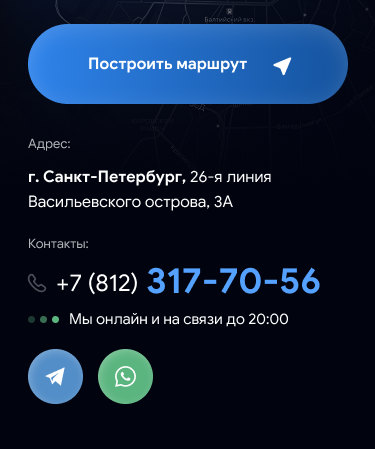 Балтийский вкз
Построить маршрут
Адрес:
г. Санкт-Петербург, 26-я линия
Васильевского острова, 3А
Контакты:
+7 (812) 317-70-56
Мы онлайн и на связи до 20:00